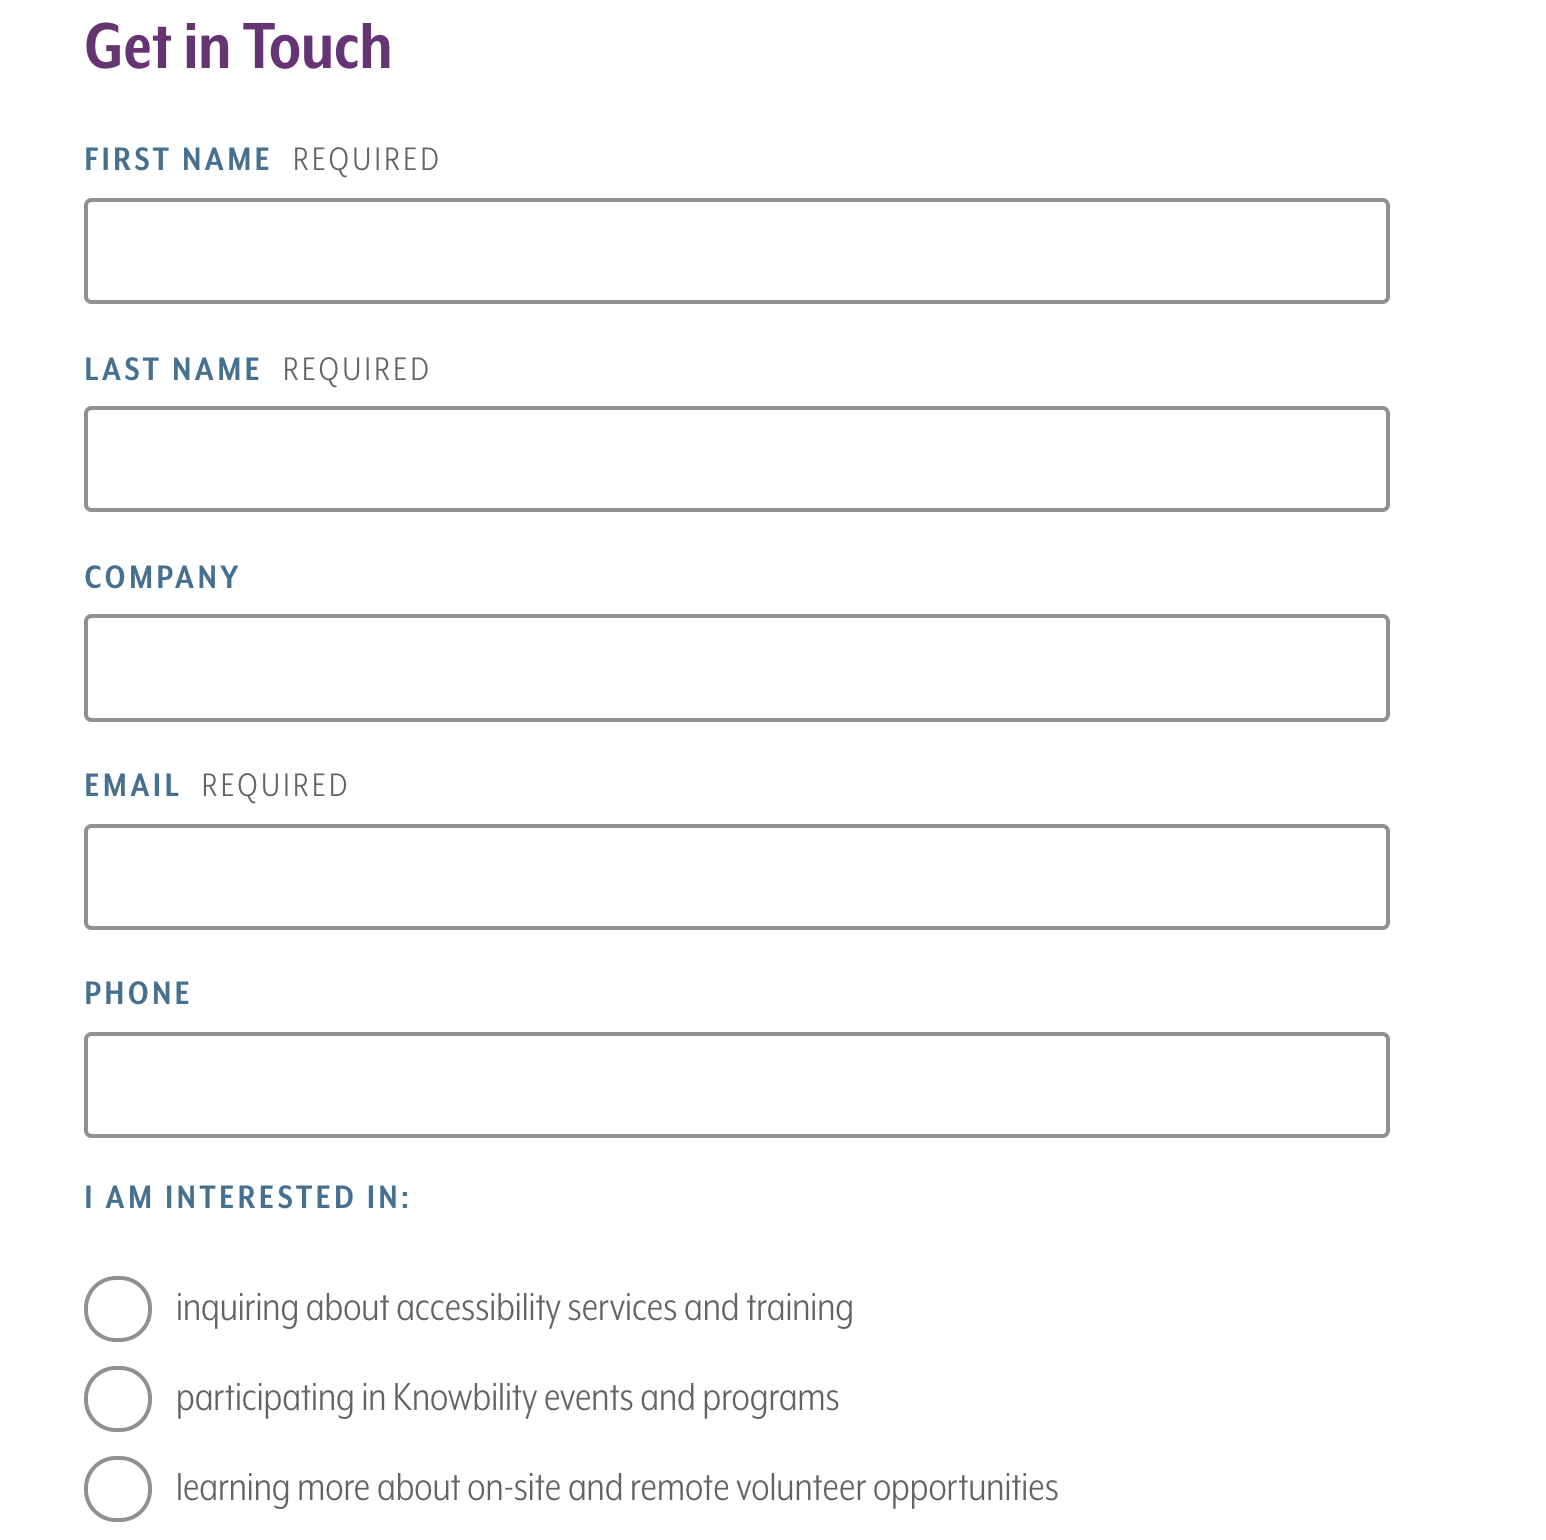 Get in Touch
FIRST NAME REQUIRED
LAST NAME REQUIRED
COMPANY
EMAIL REQUIRED
PHONE
I AM INTERESTED IN:
inquiring about accessibility services and training
participating in Knowbility events and programs
learning more about on-site and remote volunteer opportunities